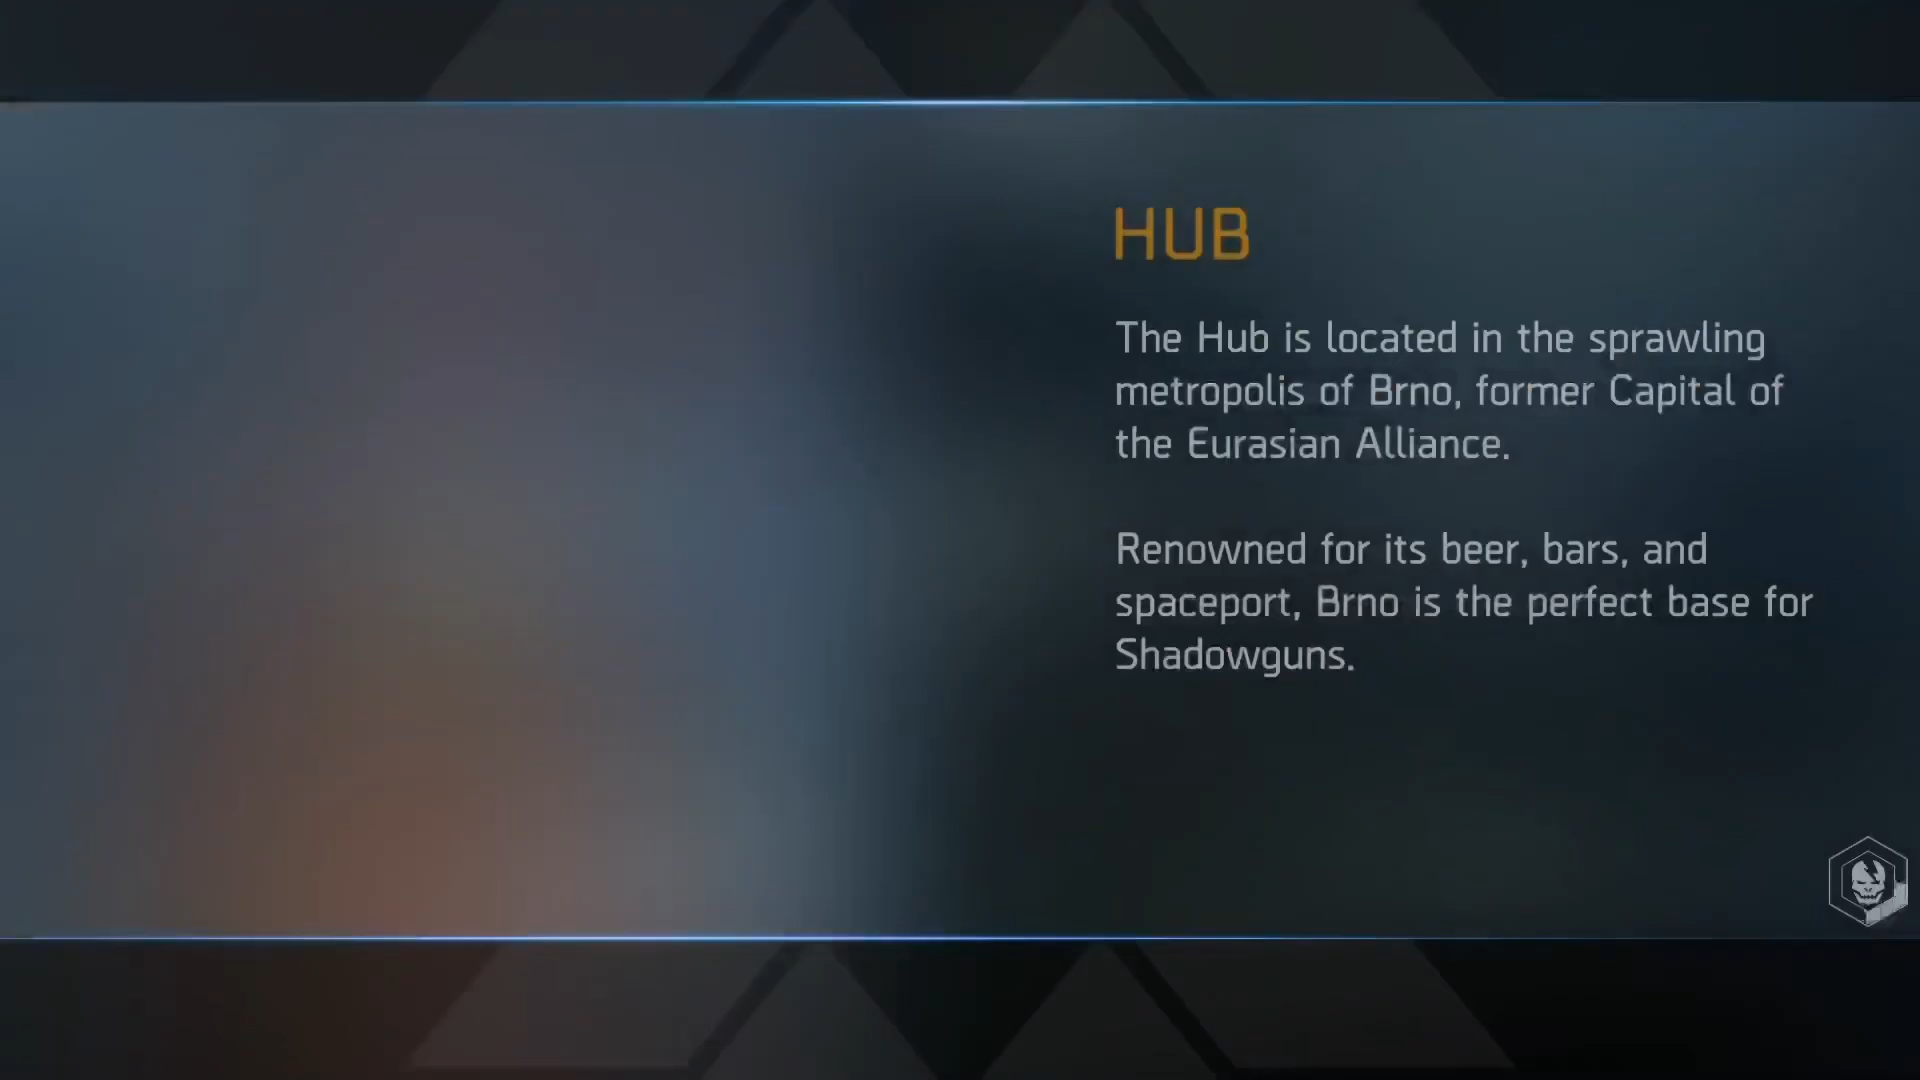 HUB
The Hub is located in the sprawling
metropolis of Brno, former Capital of
the Eurasian Alliance.
Renowned for its beer, bars, and
spaceport, Brno is the perfect base for
Shadowguns.